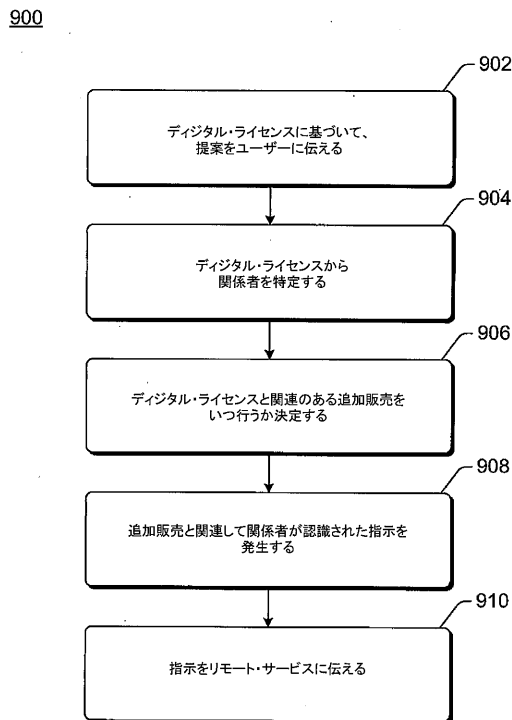 900
902
ディジタル・ライセンスに基づいて、
提案をユーザーに伝える
904
ディジタル・ライセンスから
関係者を特定する
906
ディジタル・ライセンスと関連のある追加販売を
いつ行うか決定する
908
追加販売と関連して関係者が認識された指示を
発生する
910
指示をリモート・サービスに伝える